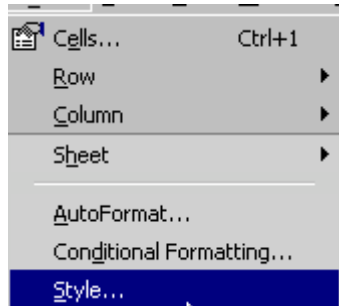 Cells... Ctrl+1
Row
Column
Sheet
AutoFormat...
Conditional Formatting...
Style...